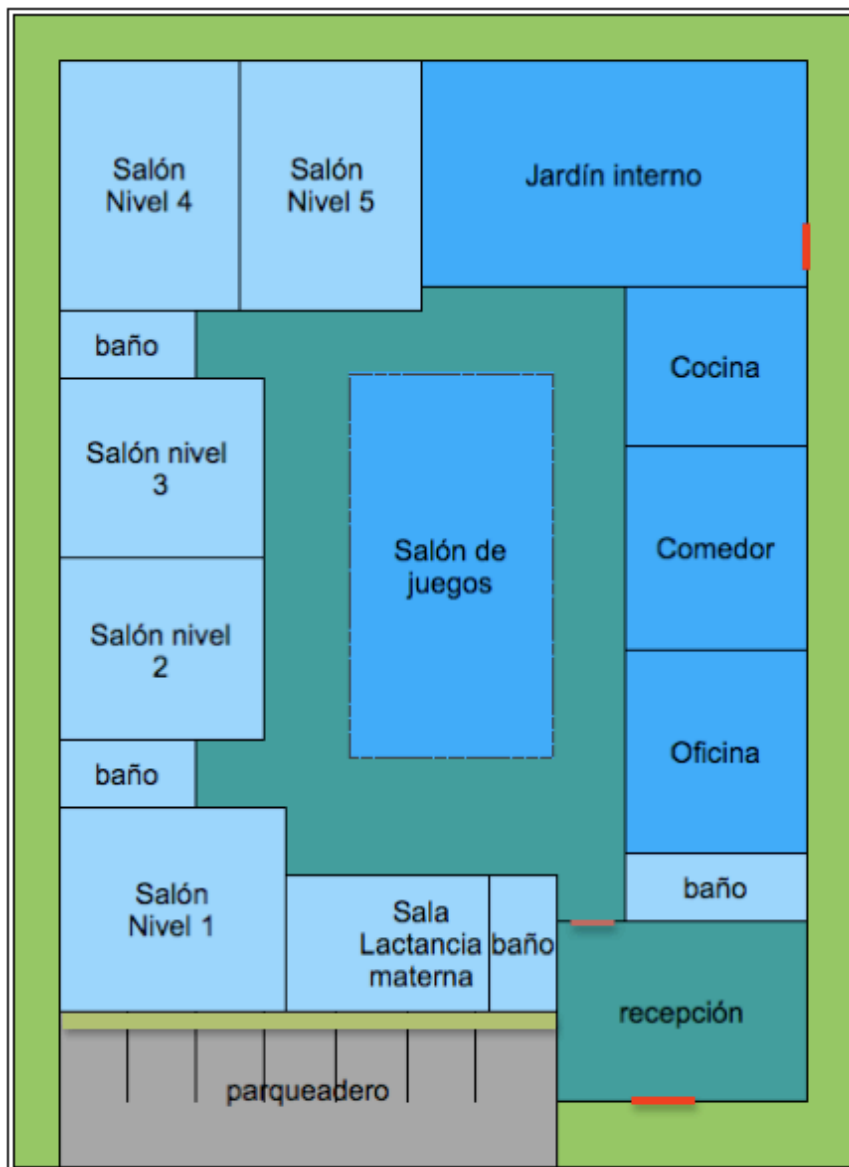 Salón
Nivel 4
Salón
Nivel 5
Jardín interno
baño
Cocina
Salón nivel
3
Comedor
Salón de
juegos
Salón nivel
2
Oficina
baño
baño
Salón
Nivel 1
Sala
Lactancia
materna
baño
recepción
parqueadero